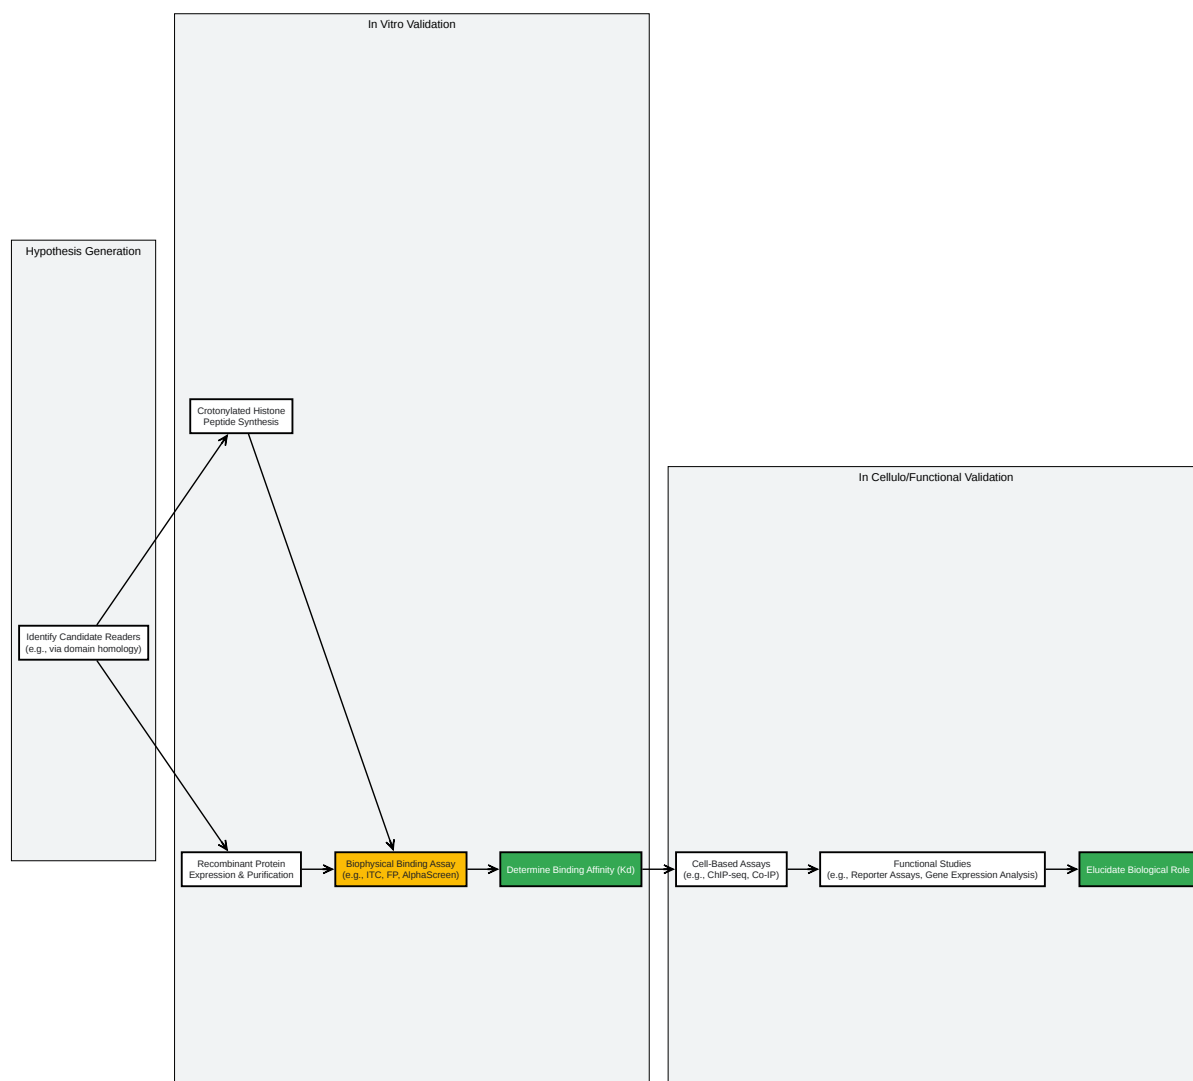 In Vitro Validation
Hypothesis Generation
Crotonylated Histone
Peptide Synthesis
In Cellulo/Functional Validation
Identify Candidate Readers
(e.g., via domain homology)
Recombinant Protein
Expression & Purification
Biophysical Binding Assay
(e.g., ITC, FP, AlphaScreen)
Determine Binding Affinity (Kd)
Cell-Based Assays
(e.g., ChIP-seq, Co-IP)
Functional Studies
(e.g., Reporter Assays, Gene Expression Analysis)
Elucidate Biological Role